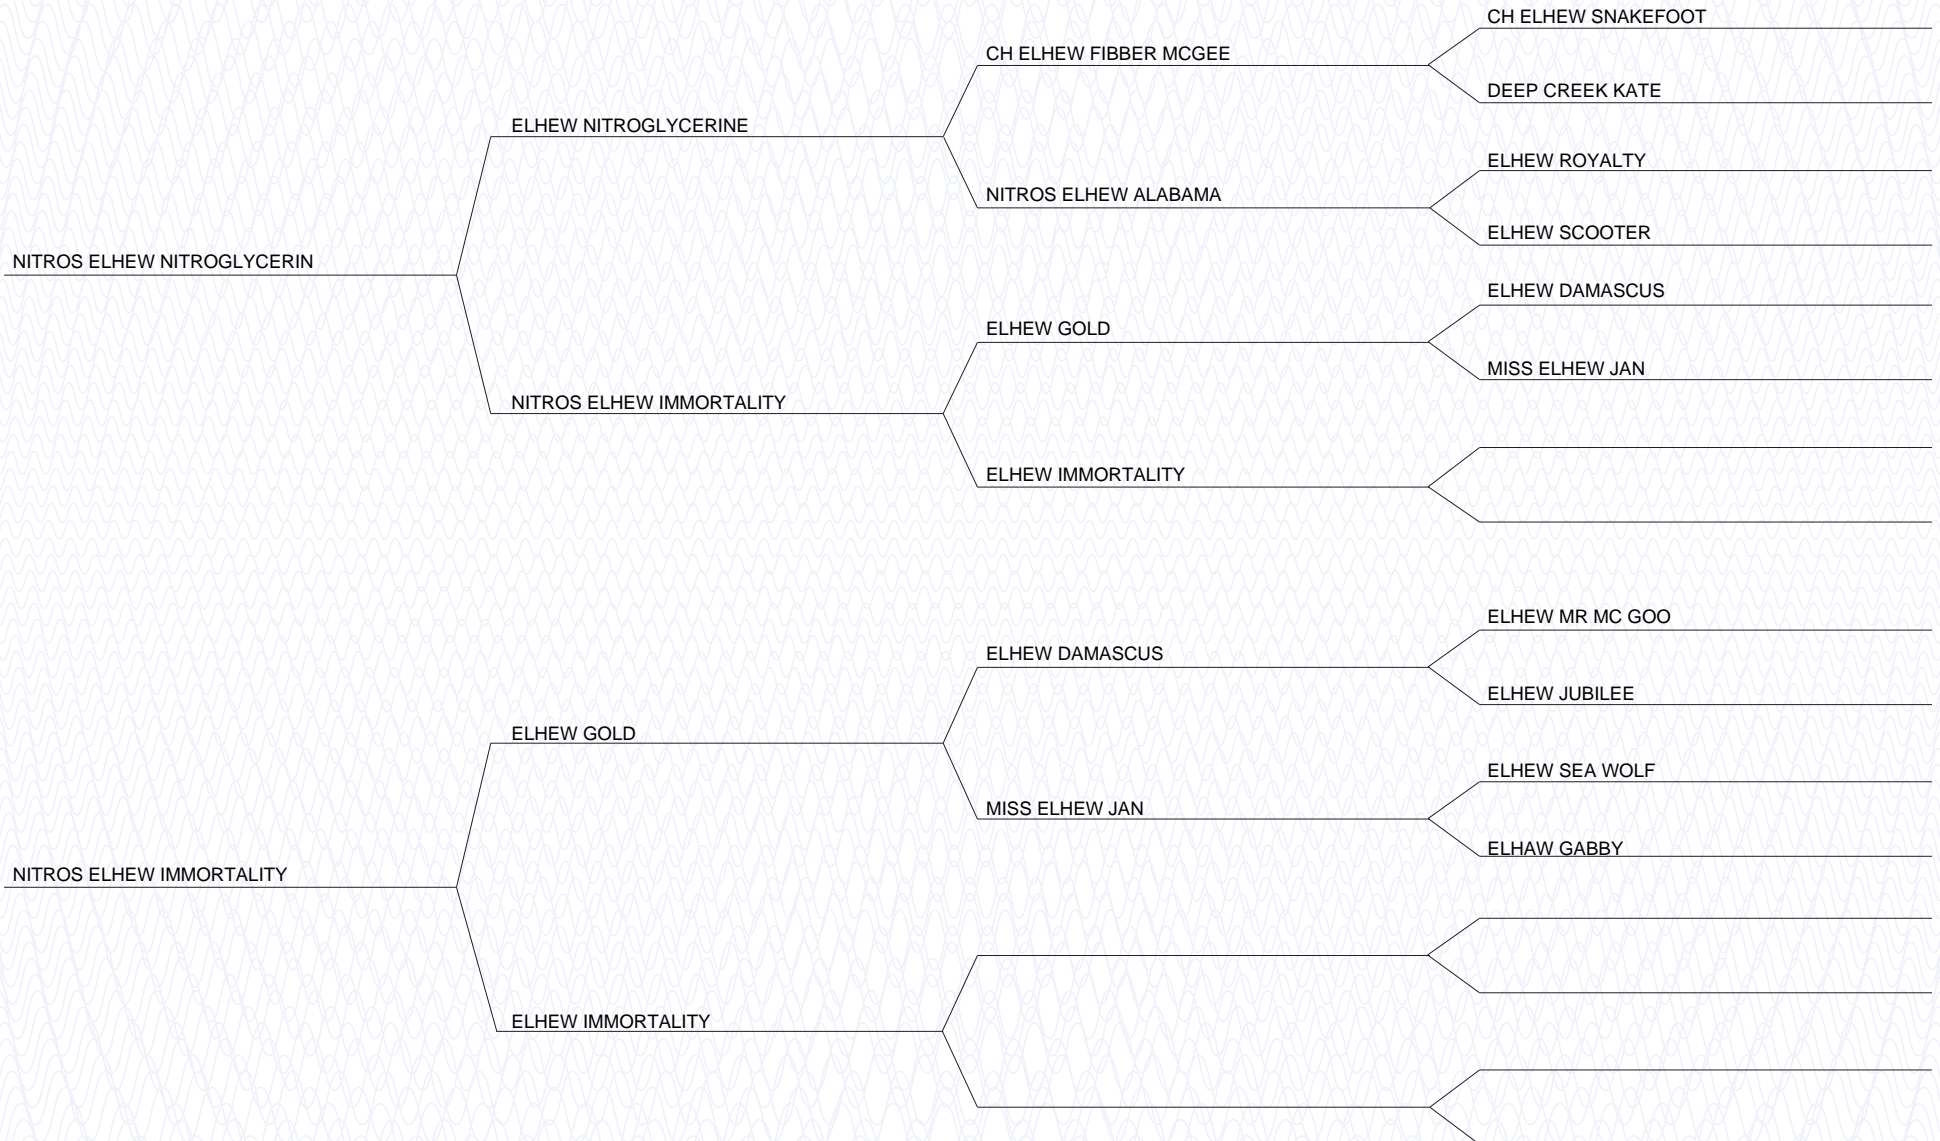 CH ELHEW SNAKEFOOT
CH ELHEW FIBBER MCGEE
DEEP CREEK KATE
ELHEW NITROGLYCERINE
ELHEW ROYALTY
NITROS ELHEW ALABAMA
ELHEW SCOOTER
NITROS ELHEW NITROGLYCERIN
ELHEW DAMASCUS
ELHEW GOLD
MISS ELHEW JAN
NITROS ELHEW IMMORTALITY
ELHEW IMMORTALITY
ELHEW MR MC GOO
ELHEW DAMASCUS
ELHEW JUBILEE
ELHEW GOLD
ELHEW SEA WOLF
MISS ELHEW JAN
ELHAW GABBY
NITROS ELHEW IMMORTALITY
ELHEW IMMORTALITY